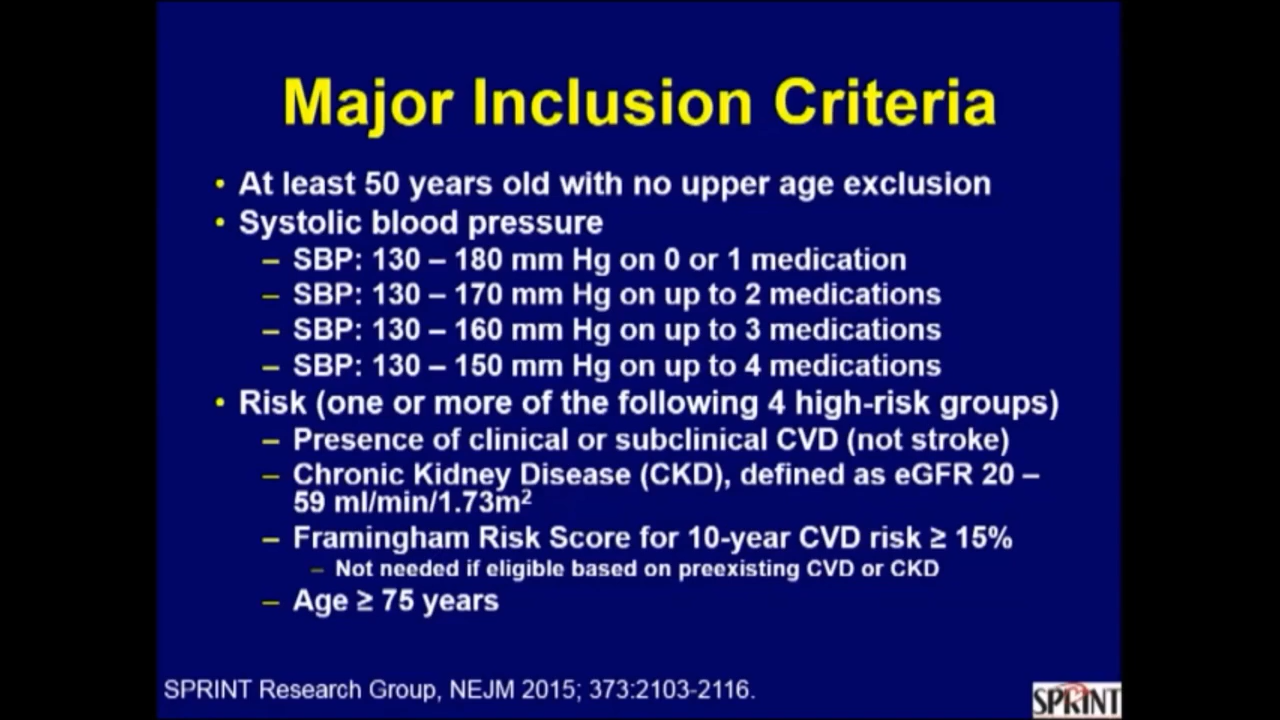 Major Inclusion Criteria
• At least 50 years old with no upper age exclusion
• Systolic blood pressure
– SBP: 130 – 180 mm Hg on 0 or 1 medication
– SBP: 130 – 170 mm Hg on up to 2 medications
– SBP: 130 – 160 mm Hg on up to 3 medications
– SBP: 130 – 150 mm Hg on up to 4 medications
• Risk (one or more of the following 4 high-risk groups)
– Presence of clinical or subclinical CVD (not stroke)
– Chronic Kidney Disease (CKD), defined as eGFR 20 –
59 ml/min/1.73m²
– Framingham Risk Score for 10-year CVD risk ≥ 15%
– Not needed if eligible based on preexisting CVD or CKD
– Age ≥ 75 years
SPRINT Research Group, NEJM 2015; 373:2103-2116.
SPRINT